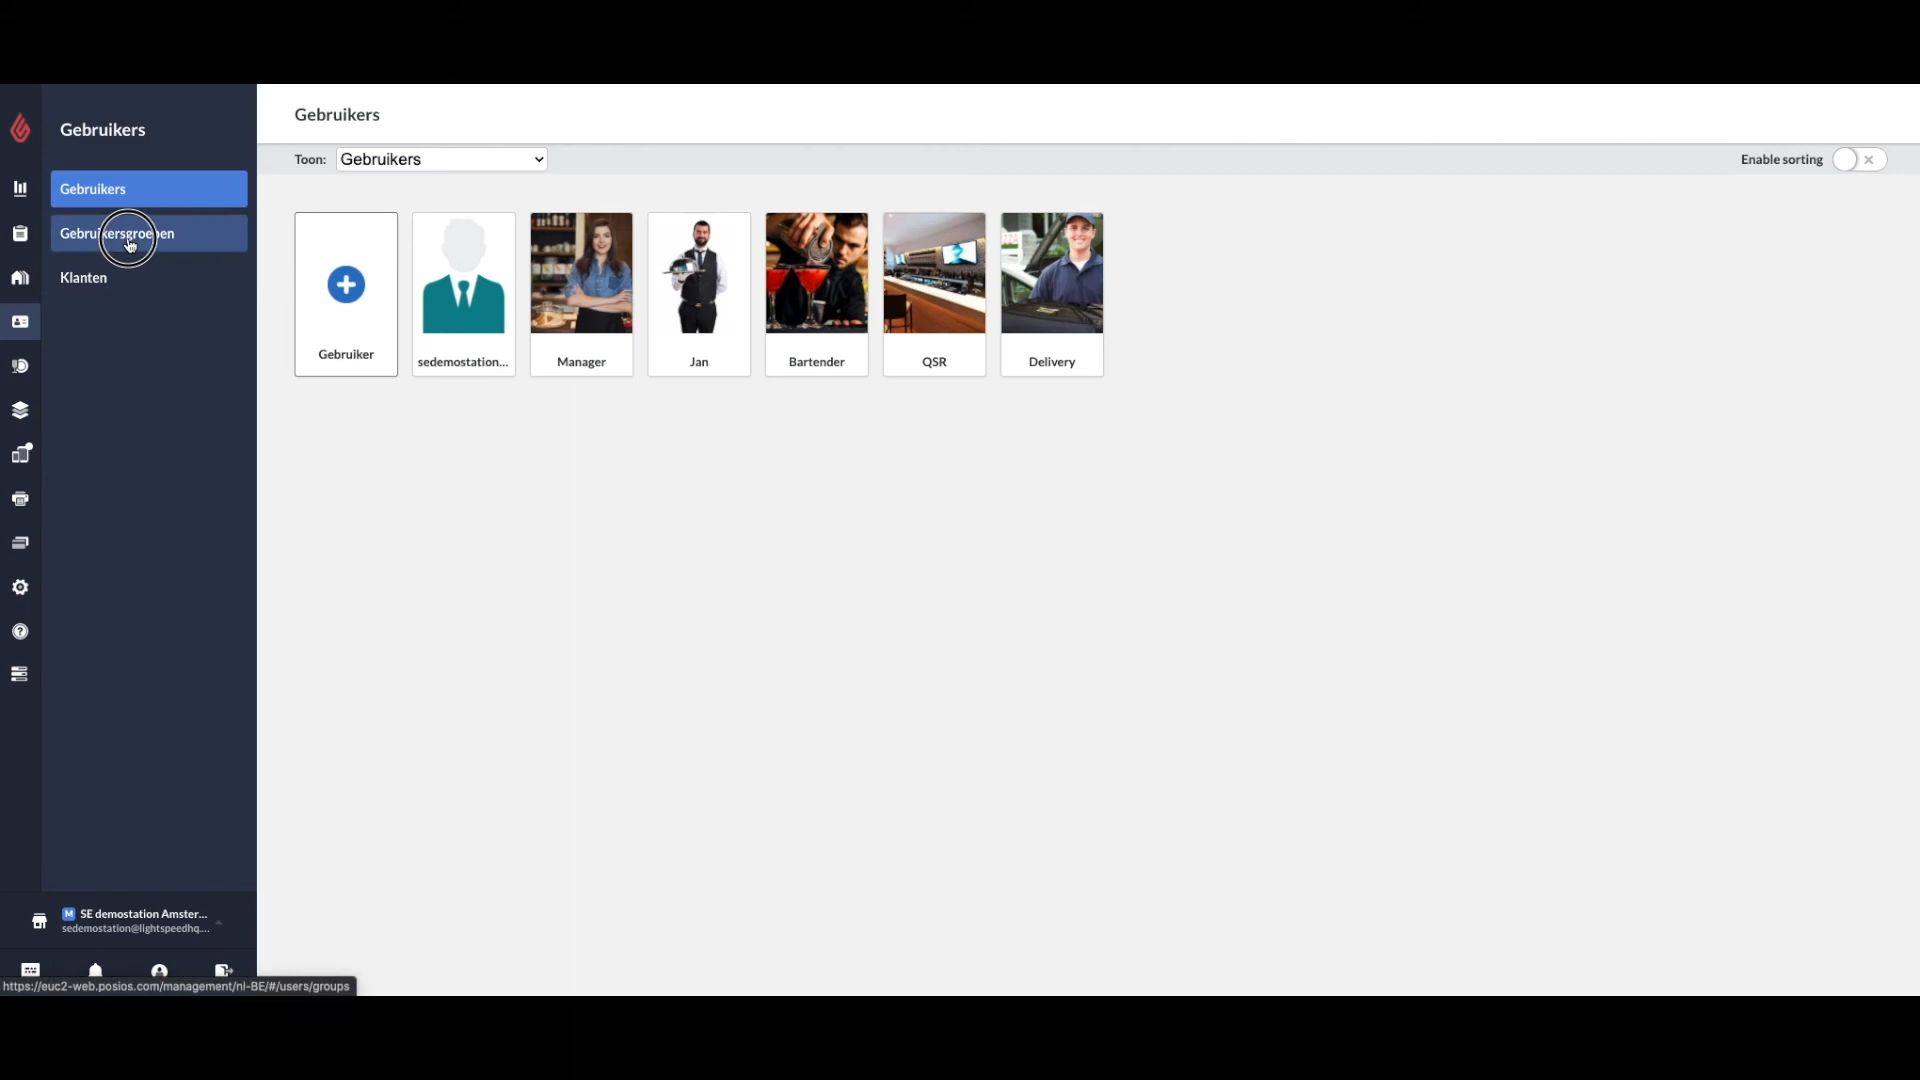 Gebruikers
Gebruikers
Toon: Gebruikers
Enable sorting
Gebruikers
Gebruikersgroepen
Klanten
Gebruiker
sedemostation...
Manager
Jan
Bartender
QSR
Delivery
M SE demostation Amster...
sedemostation@lightspeedhq....
https://euc2-web.posios.com/management/nl-BE/#/users/groups